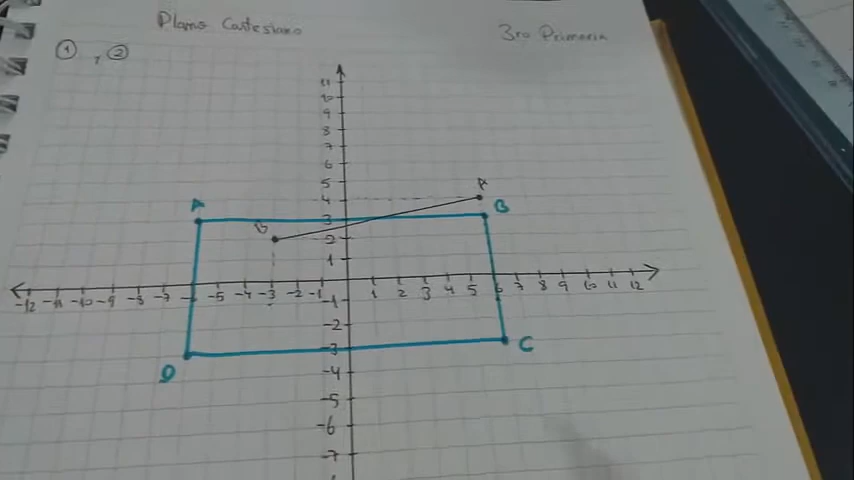 Plano Cartesiano
3ro Primaria
① , ②
11
10
9
8
7
6
5
4
A
A
3
B
B
2
1
-12 -11 -10 -9 -8 -7 -5 -4 -3 -2 -1 1 2 3 4 5 6 7 8 9 10 11 12
-1
-2
-3
C
D
-4
-5
-6
-7